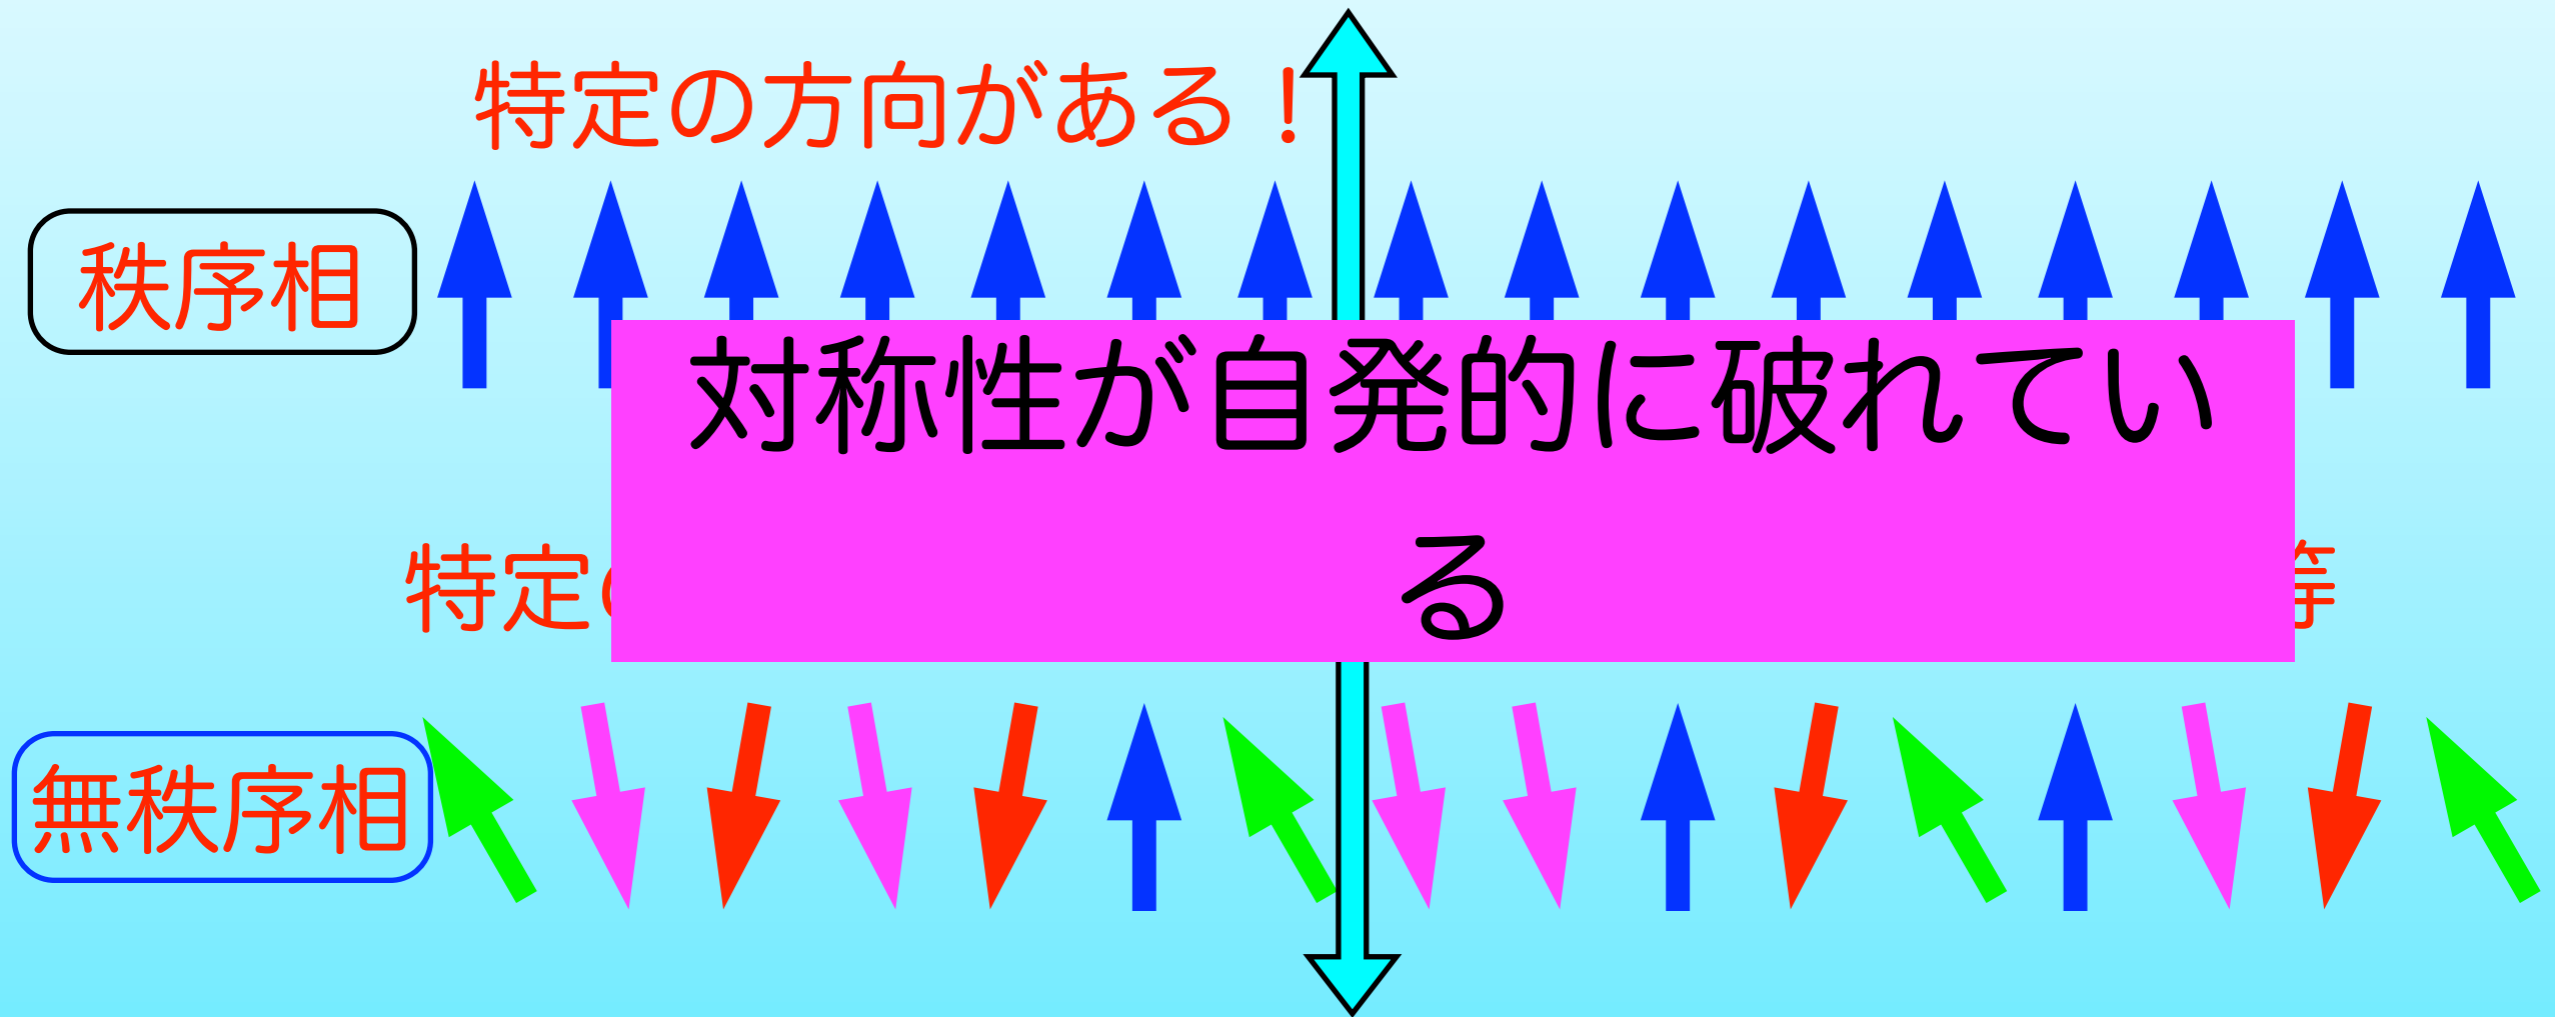 特定の方向がある！
秩序相
対称性が自発的に破れてい
る
特定
等
無秩序相